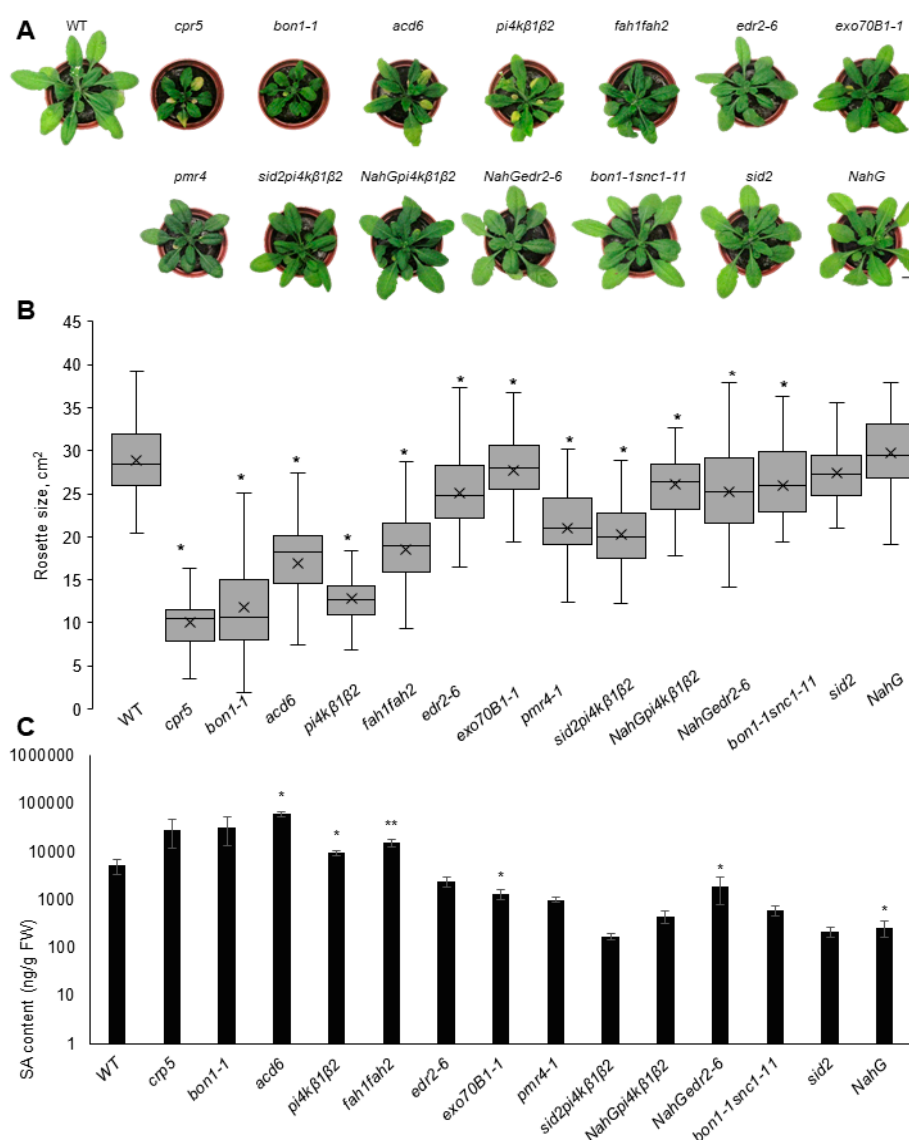 A
WT cpr5 bon1-1 acd6 pi4kβ1β2 fah1fah2 edr2-6 exo70B1-1
pmr4 sid2pi4kβ1β2 NahGpi4kβ1β2 NahGedr2-6 bon1-1snc1-11 sid2 NahG
B
45
40
35
30
25
20
15
10
5
0
Rosette size, cm²
* * * * * * * * * * * *
WT cpr5 bon1-1 acd6 pi4kβ1β2 fah1fah2 edr2-6 exo70B1-1 pmr4-1 sid2pi4kβ1β2 NahGpi4kβ1β2 NahGedr2-6 bon1-1snc1-11 sid2 NahG
C
1000000
100000
10000
1000
100
10
1
SA content (ng/g FW)
* * ** * * *
WT crp5 bon1-1 acd6 pi4kβ1β2 fah1fah2 edr2-6 exo70B1-1 pmr4-1 sid2pi4kβ1β2 NahGpi4kβ1β2 NahGedr2-6 bon1-1snc1-11 sid2 NahG